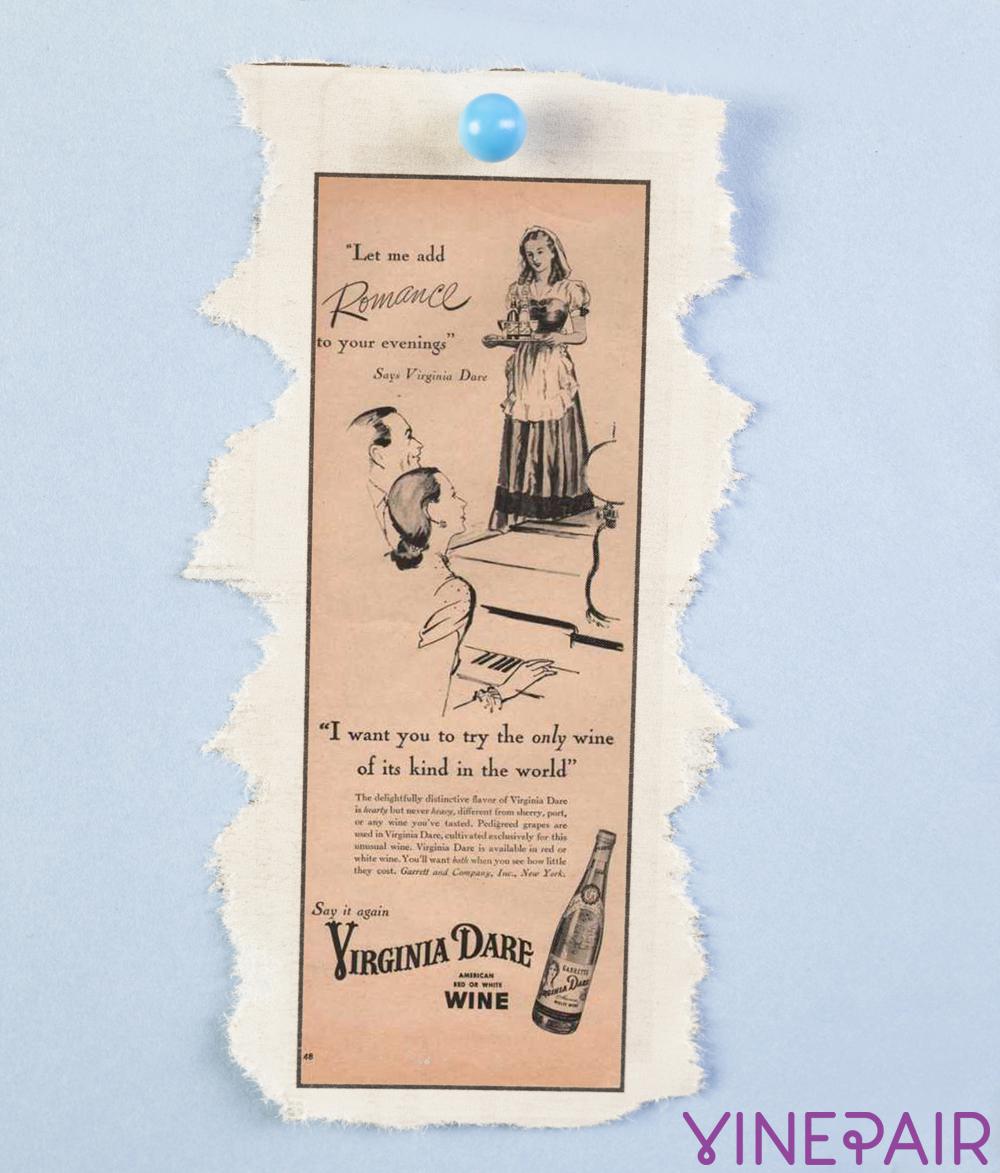 “Let me add
Romance
to your evenings”
Says Virginia Dare
“I want you to try the only wine
of its kind in the world”
The delightfully distinctive flavor of Virginia Dare
is hearty but never heavy, different from sherry, port,
or any wine you’ve tasted. Pedigreed grapes are
used in Virginia Dare, cultivated exclusively for this
unusual wine. Virginia Dare is available in red or
white wine. You’ll want both when you see how little
they cost. Garrett and Company, Inc., New York.
Say it again
VIRGINIA DARE
AMERICAN
RED OR WHITE
WINE
GARRETT'S
VIRGINIA DARE
WHITE WINE
48
VINEPAIR